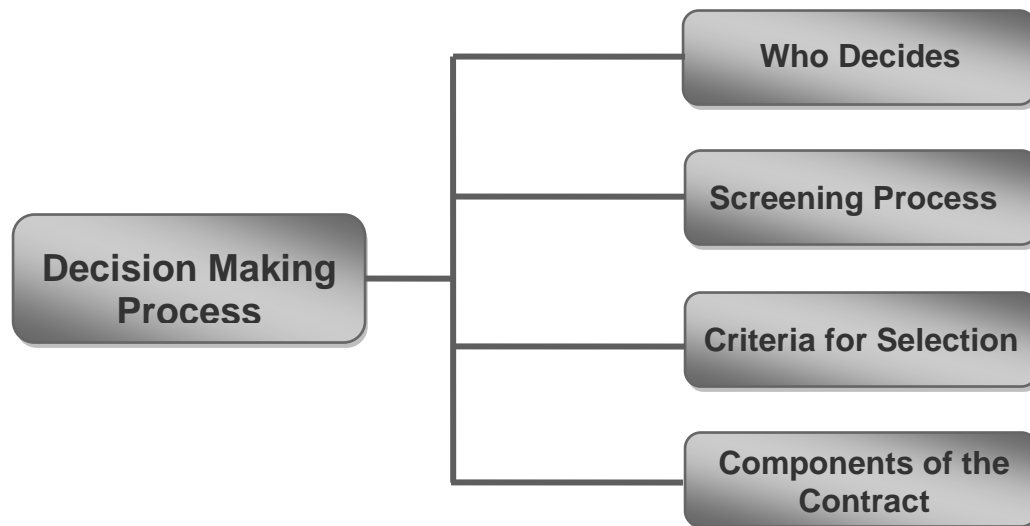 Who Decides
Screening Process
Decision Making
Process
Criteria for Selection
Components of the
Contract